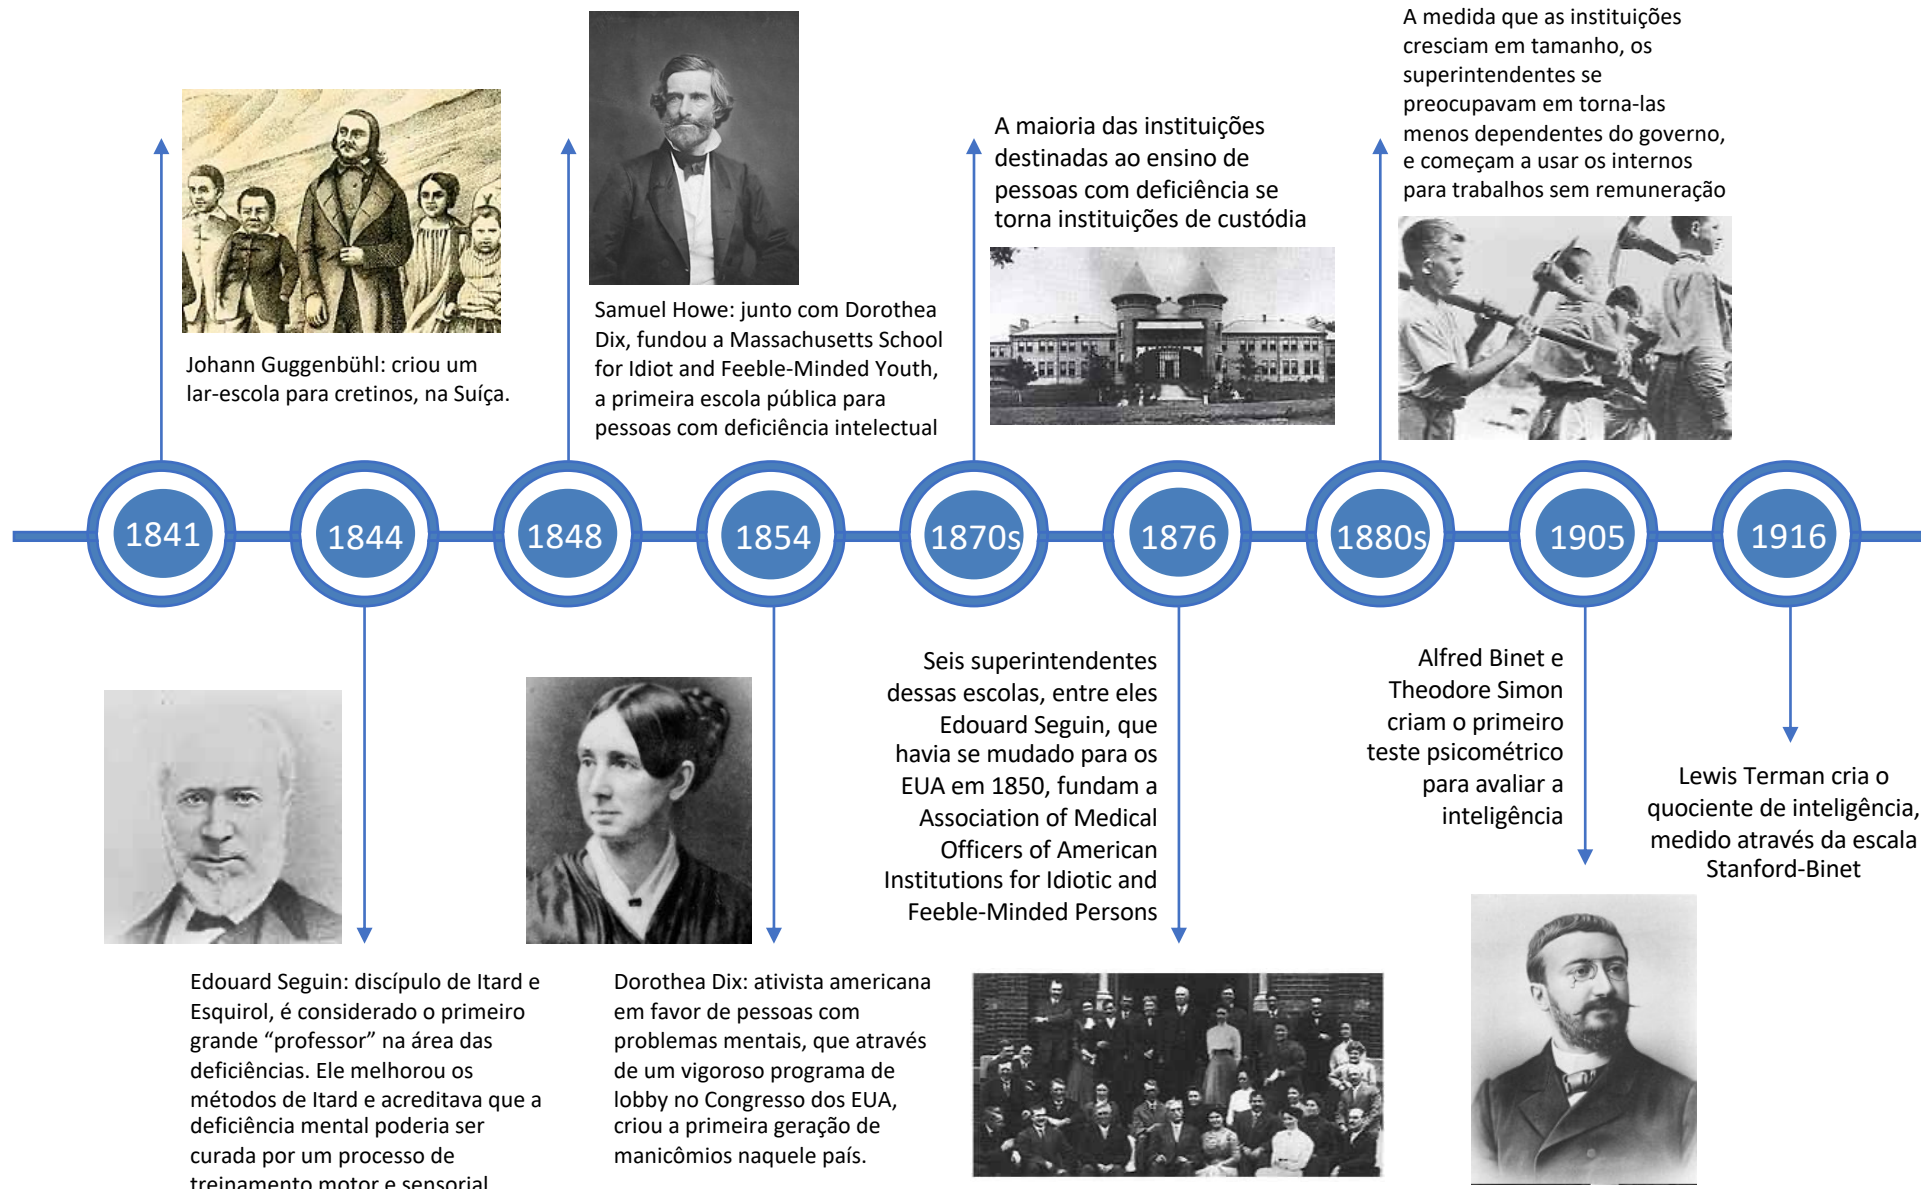 A medida que as instituições
cresciam em tamanho, os
superintendentes se
preocupavam em torna-las
menos dependentes do governo,
e começam a usar os internos
para trabalhos sem remuneração
A maioria das instituições
destinadas ao ensino de
pessoas com deficiência se
torna instituições de custódia
Samuel Howe: junto com Dorothea
Dix, fundou a Massachusetts School
for Idiot and Feeble-Minded Youth,
a primeira escola pública para
pessoas com deficiência intelectual
Johann Guggenbühl: criou um
lar-escola para cretinos, na Suíça.
1841
1844
1848
1854
1870s
1876
1880s
1905
1916
Seis superintendentes
dessas escolas, entre eles
Edouard Seguin, que
havia se mudado para os
EUA em 1850, fundam a
Association of Medical
Officers of American
Institutions for Idiotic and
Feeble-Minded Persons
Alfred Binet e
Theodore Simon
criam o primeiro
teste psicométrico
para avaliar a
inteligência
Lewis Terman cria o
quociente de inteligência,
medido através da escala
Stanford-Binet
Edouard Seguin: discípulo de Itard e
Esquirol, é considerado o primeiro
grande “professor” na área das
deficiências. Ele melhorou os
métodos de Itard e acreditava que a
deficiência mental poderia ser
curada por um processo de
treinamento motor e sensorial
Dorothea Dix: ativista americana
em favor de pessoas com
problemas mentais, que através
de um vigoroso programa de
lobby no Congresso dos EUA,
criou a primeira geração de
manicômios naquele país.